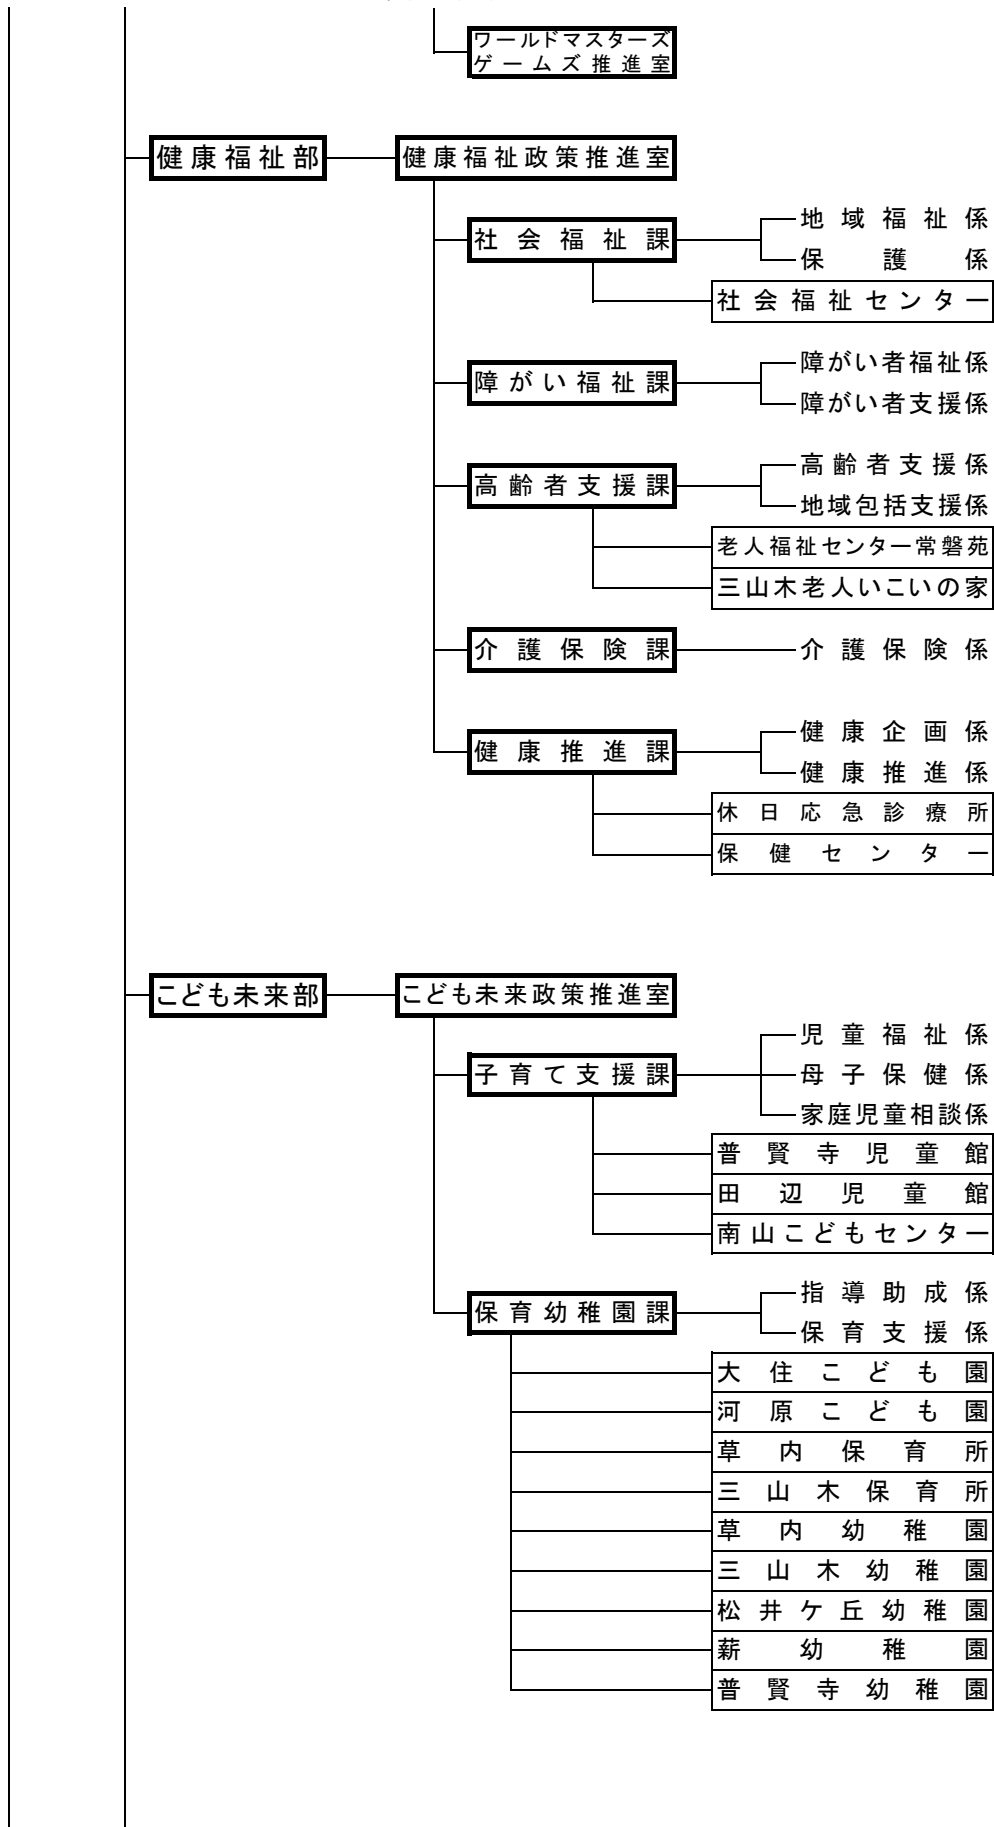 ワールドマスターズ
ゲームズ推進室
健康福祉部
健康福祉政策推進室
社会福祉課
地域福祉係
保護係
社会福祉センター
障がい福祉課
障がい者福祉係
障がい者支援係
高齢者支援課
高齢者支援係
地域包括支援係
老人福祉センター常磐苑
三山木老人いこいの家
介護保険課
介護保険係
健康推進課
健康企画係
健康推進係
休日応急診療所
保健センター
こども未来部
こども未来政策推進室
子育て支援課
児童福祉係
母子保健係
家庭児童相談係
普賢寺児童館
田辺児童館
南山こどもセンター
保育幼稚園課
指導助成係
保育支援係
大住こども園
河原こども園
草内保育所
三山木保育所
草内幼稚園
三山木幼稚園
松井ケ丘幼稚園
薪幼稚園
普賢寺幼稚園